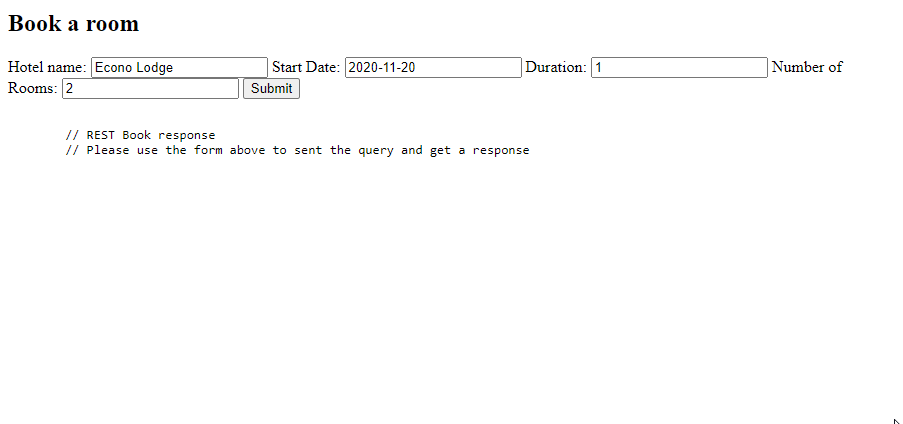 Book a room
Hotel name: Econo Lodge Start Date: 2020-11-20 Duration: 1 Number of
Rooms: 2 Submit
// REST Book response
// Please use the form above to sent the query and get a response